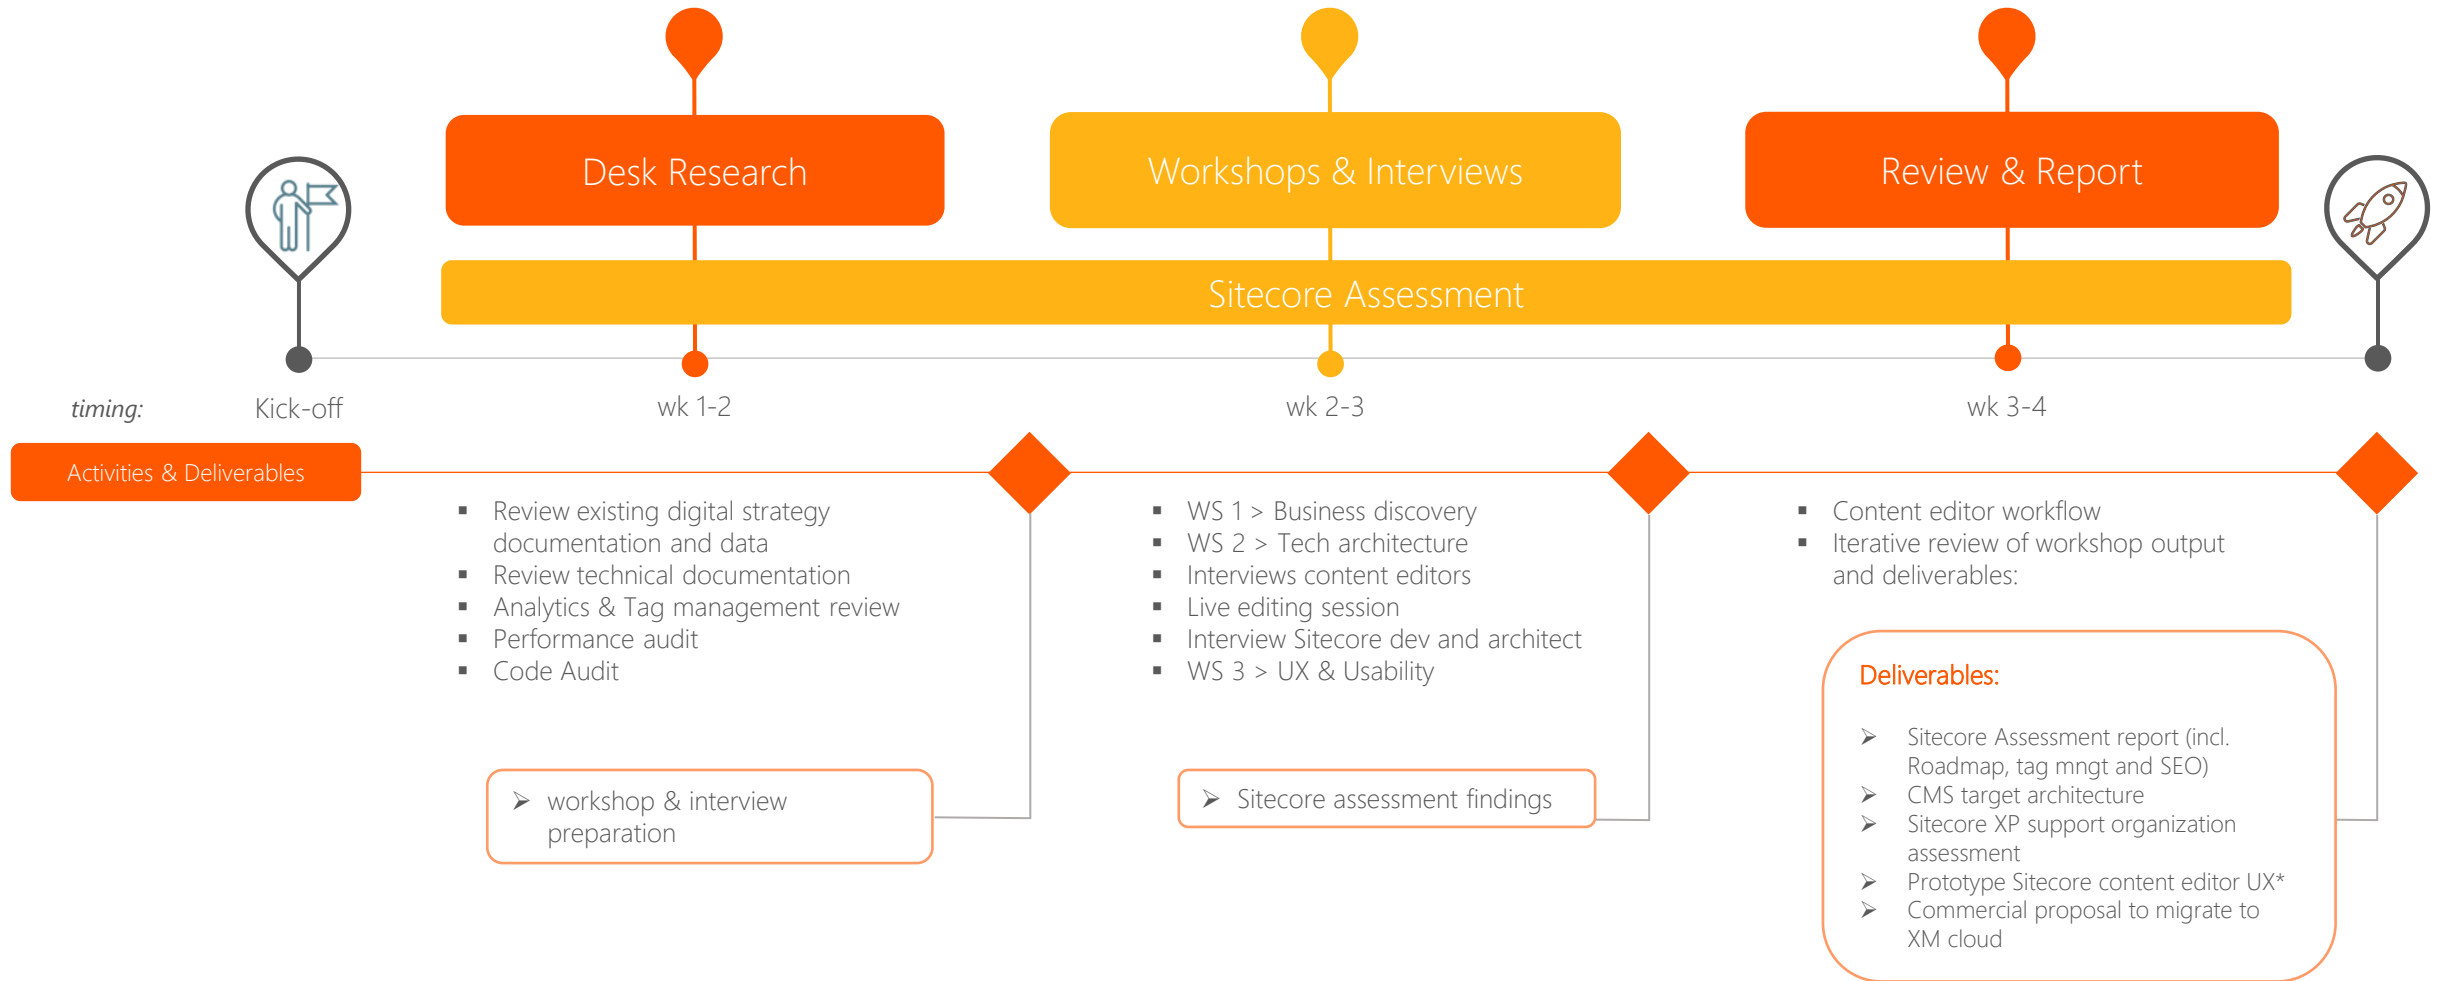 Desk Research
Workshops & Interviews
Review & Report
Sitecore Assessment
timing:
Kick-off
wk 1-2
wk 2-3
wk 3-4
Activities & Deliverables
▪ Review existing digital strategy
documentation and data
▪ Review technical documentation
▪ Analytics & Tag management review
▪ Performance audit
▪ Code Audit
➢ workshop & interview
preparation
▪ WS 1 > Business discovery
▪ WS 2 > Tech architecture
▪ Interviews content editors
▪ Live editing session
▪ Interview Sitecore dev and architect
▪ WS 3 > UX & Usability
➢ Sitecore assessment findings
▪ Content editor workflow
▪ Iterative review of workshop output
and deliverables:
Deliverables:
➢ Sitecore Assessment report (incl.
Roadmap, tag mngt and SEO)
➢ CMS target architecture
➢ Sitecore XP support organization
assessment
➢ Prototype Sitecore content editor UX*
➢ Commercial proposal to migrate to
XM cloud